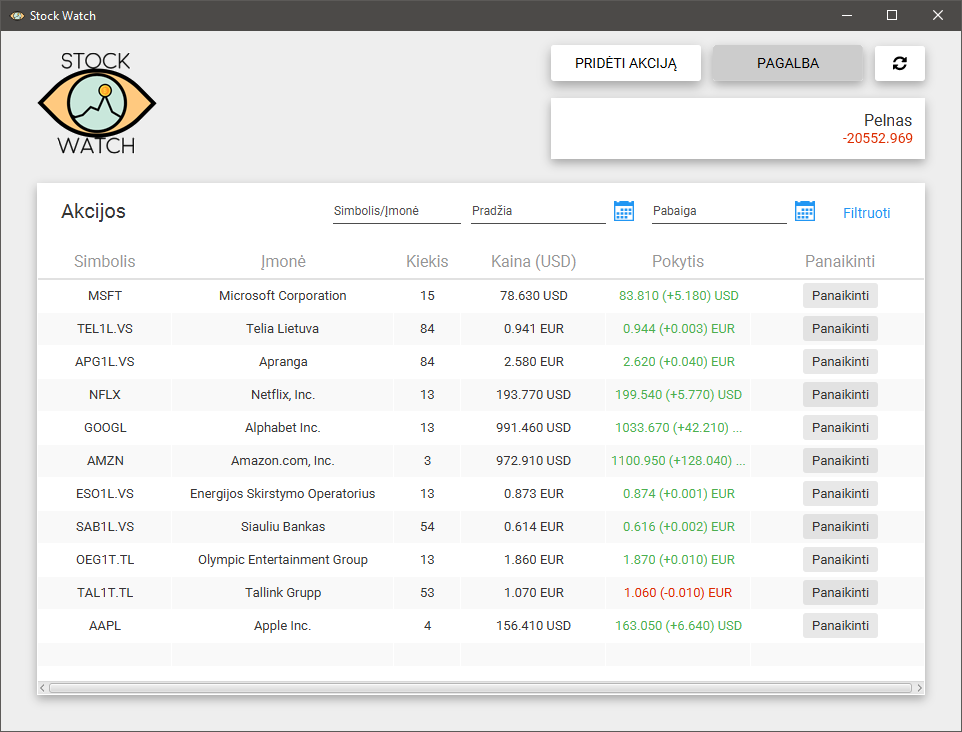 Stock Watch
STOCK
WATCH
PRIDĖTI AKCIJĄ PAGALBA
Pelnas
-20552.969
Akcijos Simbolis/Įmonė Pradžia Pabaiga Filtruoti
Simbolis Įmonė Kiekis Kaina (USD) Pokytis Panaikinti
MSFT Microsoft Corporation 15 78.630 USD 83.810 (+5.180) USD Panaikinti
TEL1L.VS Telia Lietuva 84 0.941 EUR 0.944 (+0.003) EUR Panaikinti
APG1L.VS Apranga 84 2.580 EUR 2.620 (+0.040) EUR Panaikinti
NFLX Netflix, Inc. 13 193.770 USD 199.540 (+5.770) USD Panaikinti
GOOGL Alphabet Inc. 13 991.460 USD 1033.670 (+42.210) ... Panaikinti
AMZN Amazon.com, Inc. 3 972.910 USD 1100.950 (+128.040) ... Panaikinti
ESO1L.VS Energijos Skirstymo Operatorius 13 0.873 EUR 0.874 (+0.001) EUR Panaikinti
SAB1L.VS Siauliu Bankas 54 0.614 EUR 0.616 (+0.002) EUR Panaikinti
OEG1T.TL Olympic Entertainment Group 13 1.860 EUR 1.870 (+0.010) EUR Panaikinti
TAL1T.TL Tallink Grupp 53 1.070 EUR 1.060 (-0.010) EUR Panaikinti
AAPL Apple Inc. 4 156.410 USD 163.050 (+6.640) USD Panaikinti